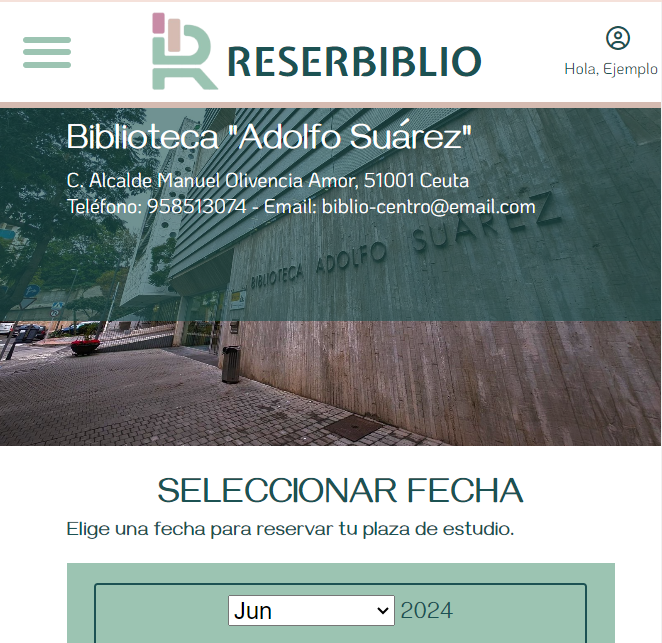 RESERBIBLIO
Hola, Ejemplo
Biblioteca "Adolfo Suárez"
C. Alcalde Manuel Olivencia Amor, 51001 Ceuta
Teléfono: 958513074 - Email: biblio-centro@email.com
BIBLIOTECA ADOLFO SUÁREZ
SELECCIONAR FECHA
Elige una fecha para reservar tu plaza de estudio.
Jun 2024